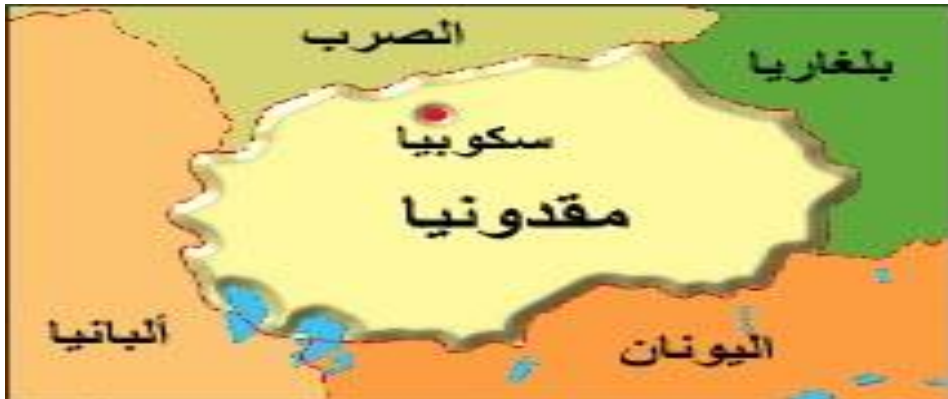 الصرب
بلغاريا
سكوبيا
مقدونيا
ألبانيا
اليونان